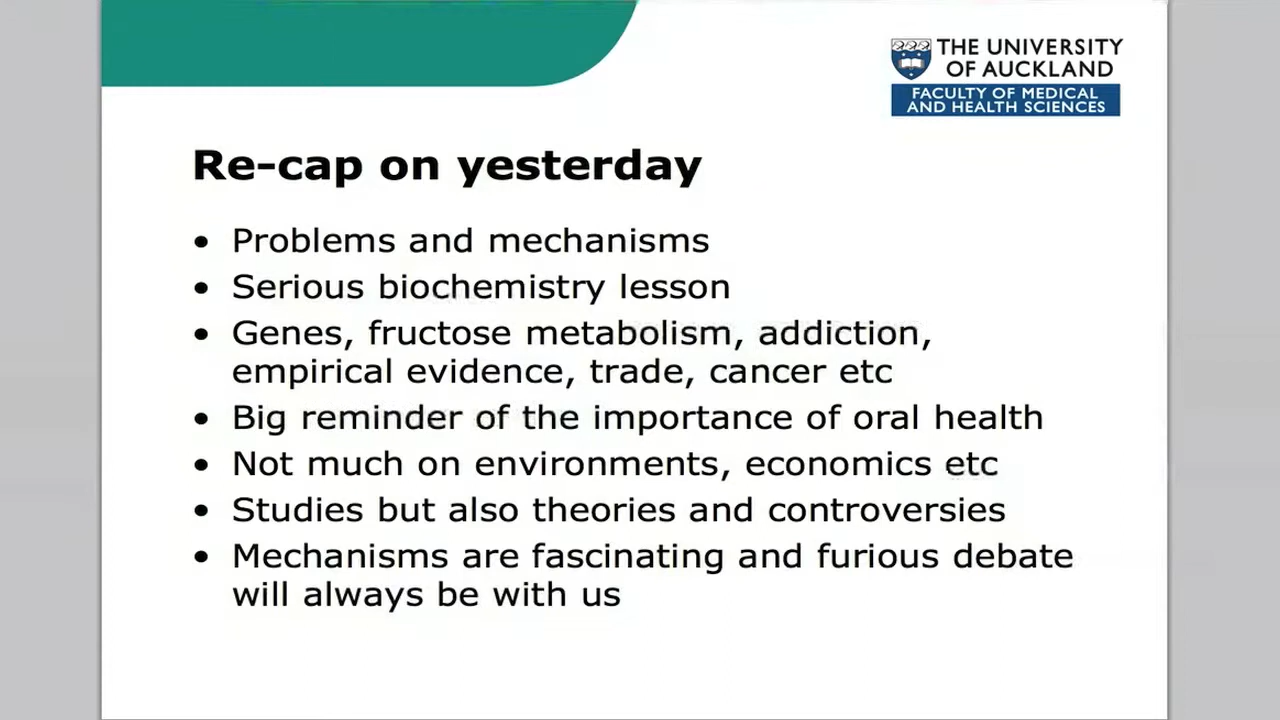 THE UNIVERSITY
OF AUCKLAND
FACULTY OF MEDICAL
AND HEALTH SCIENCES
Re-cap on yesterday
• Problems and mechanisms
• Serious biochemistry lesson
• Genes, fructose metabolism, addiction,
empirical evidence, trade, cancer etc
• Big reminder of the importance of oral health
• Not much on environments, economics etc
• Studies but also theories and controversies
• Mechanisms are fascinating and furious debate
will always be with us